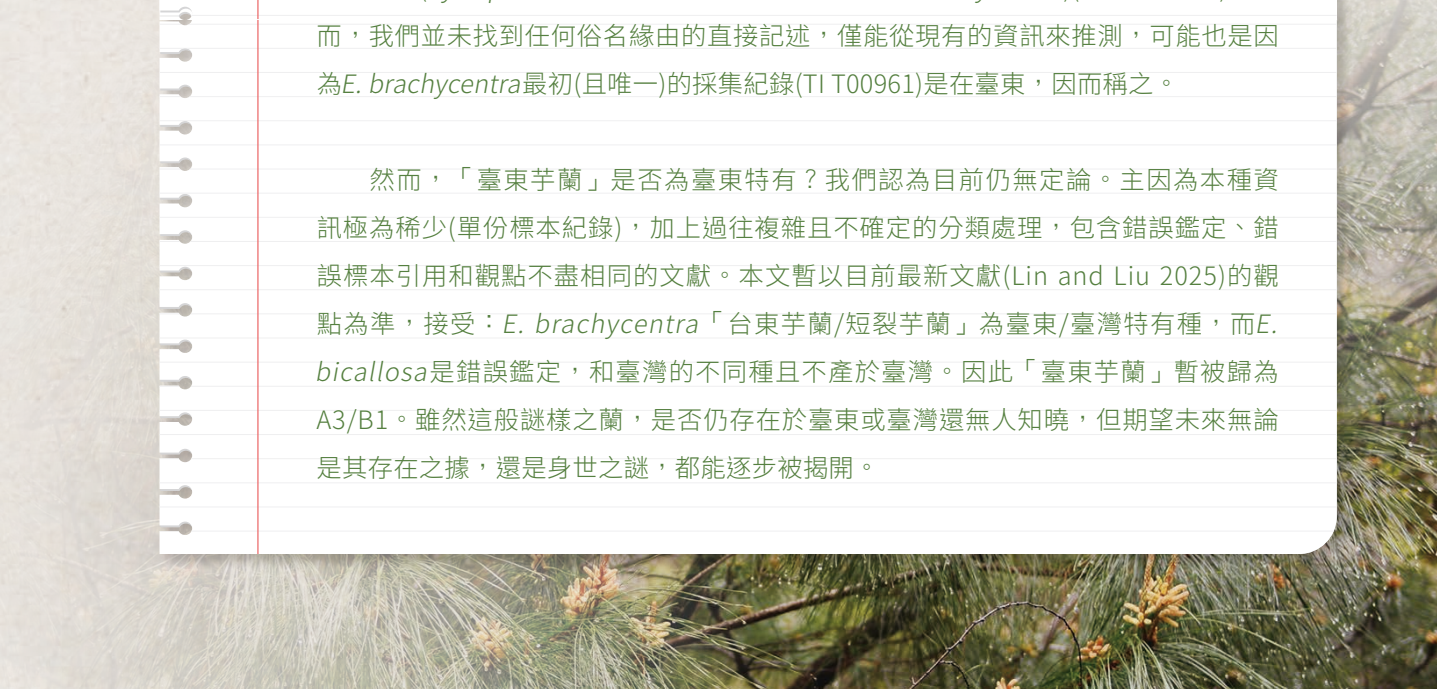 而，我們並未找到任何俗名緣由的直接記述，僅能從現有的資訊來推測，可能也是因
為E. brachycentra最初(且唯一)的採集紀錄(TI T00961)是在臺東，因而稱之。
然而，「臺東芋蘭」是否為臺東特有？我們認為目前仍無定論。主因為本種資
訊極為稀少(單份標本紀錄)，加上過往複雜且不確定的分類處理，包含錯誤鑑定、錯
誤標本引用和觀點不盡相同的文獻。本文暫以目前最新文獻(Lin and Liu 2025)的觀
點為準，接受：E. brachycentra「台東芋蘭/短裂芋蘭」為臺東/臺灣特有種，而E.
bicallosa是錯誤鑑定，和臺灣的不同種且不產於臺灣。因此「臺東芋蘭」暫被歸為
A3/B1。雖然這般謎樣之蘭，是否仍存在於臺東或臺灣還無人知曉，但期望未來無論
是其存在之據，還是身世之謎，都能逐步被揭開。